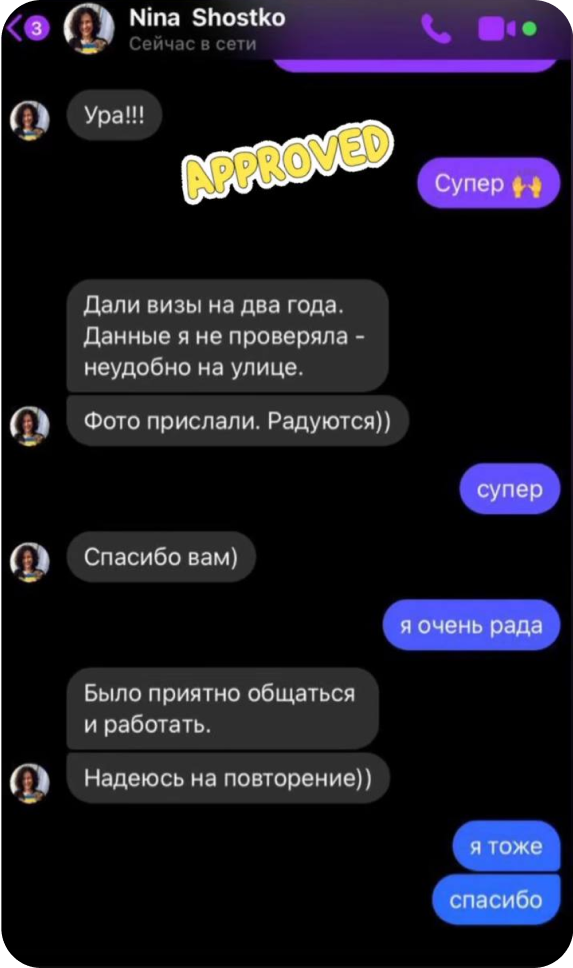 3
Nina Shostko
Сейчас в сети
Ура!!!
APPROVED
Супер 🙌
Дали визы на два года.
Данные я не проверяла -
неудобно на улице.
Фото прислали. Радуются))
супер
Спасибо вам)
я очень рада
Было приятно общаться
и работать.
Надеюсь на повторение))
я тоже
спасибо